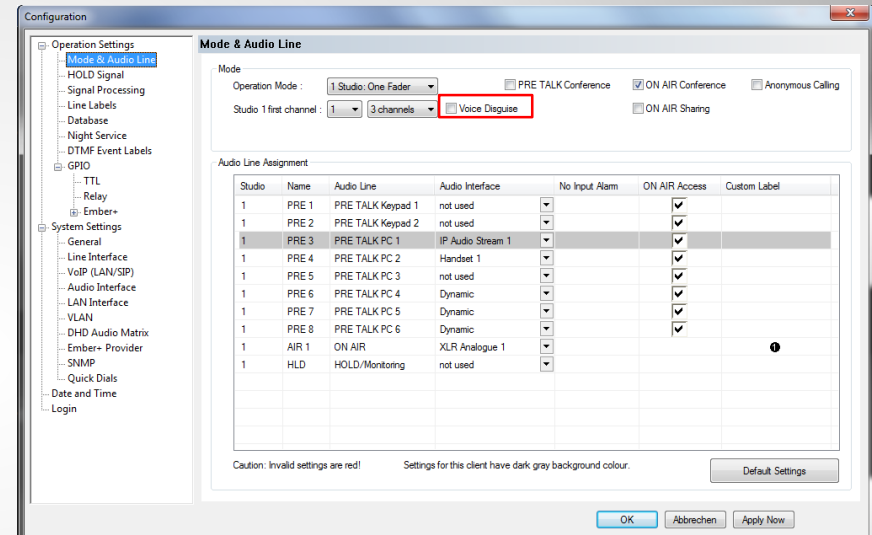 Configuration
Operation Settings
Mode & Audio Line
HOLD Signal
Signal Processing
Line Labels
Database
Night Service
DTMF Event Labels
GPIO
TTL
Relay
Ember+
System Settings
General
Line Interface
VoIP (LAN/SIP)
Audio Interface
LAN Interface
VLAN
DHD Audio Matrix
Ember+ Provider
SNMP
Quick Dials
Date and Time
Login
Mode & Audio Line
Mode
Operation Mode : 1 Studio: One Fader PRE TALK Conference ON AIR Conference Anonymous Calling
Studio 1 first channel : 1 3 channels Voice Disguise ON AIR Sharing
Audio Line Assignment
Studio Name Audio Line Audio Interface No Input Alarm ON AIR Access Custom Label
1 PRE 1 PRE TALK Keypad 1 not used
1 PRE 2 PRE TALK Keypad 2 not used
1 PRE 3 PRE TALK PC 1 IP Audio Stream 1
1 PRE 4 PRE TALK PC 2 Handset 1
1 PRE 5 PRE TALK PC 3 not used
1 PRE 6 PRE TALK PC 4 Dynamic
1 PRE 7 PRE TALK PC 5 Dynamic
1 PRE 8 PRE TALK PC 6 Dynamic
1 AIR 1 ON AIR XLR Analogue 1 ❶
1 HLD HOLD/Monitoring not used
Caution: Invalid settings are red! Settings for this client have dark gray background colour. Default Settings
OK Abbrechen Apply Now